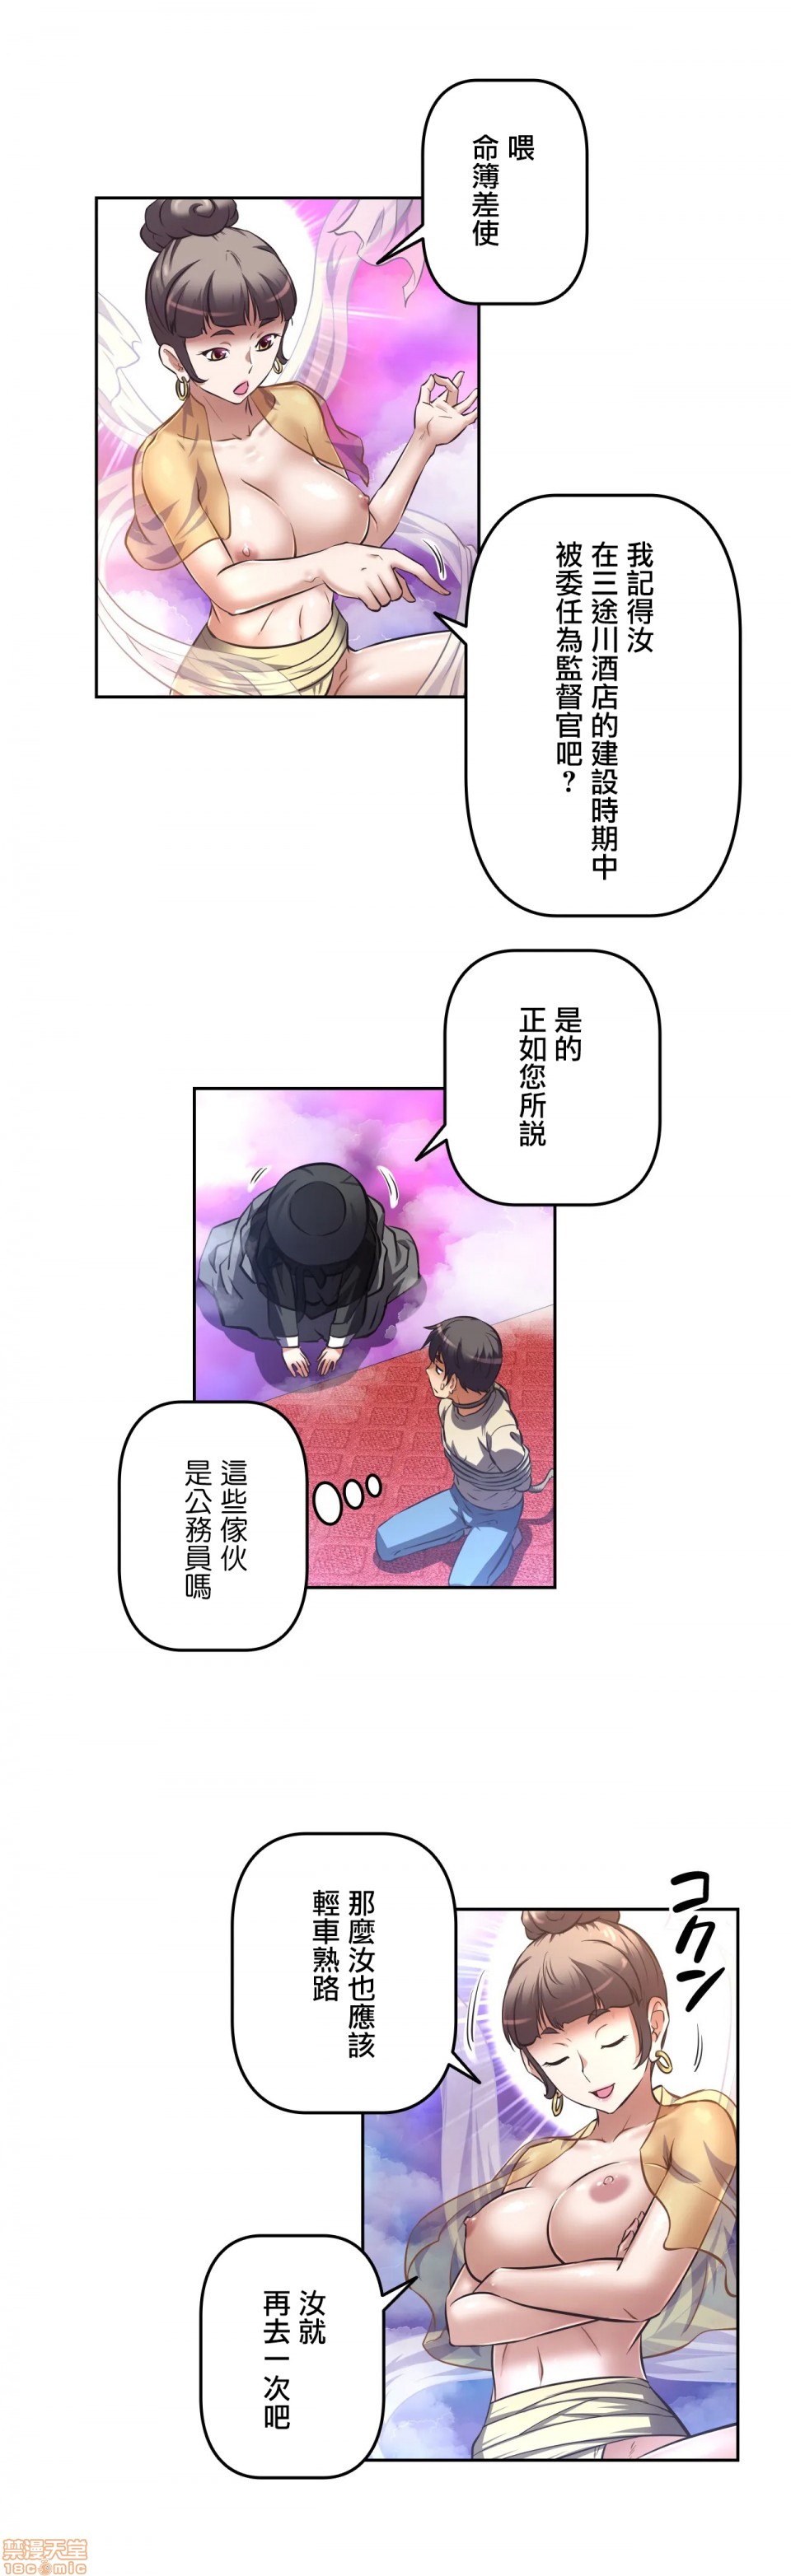 喂
命簿差使
我記得汝
在三途川酒店的建設時期中
被委任為監督官吧？
是的
正如您所説
這些傢伙
是公務員嗎
コクン
那麼汝也應該
輕車熟路
汝就
再去一次吧
禁漫天堂
18comic.mic